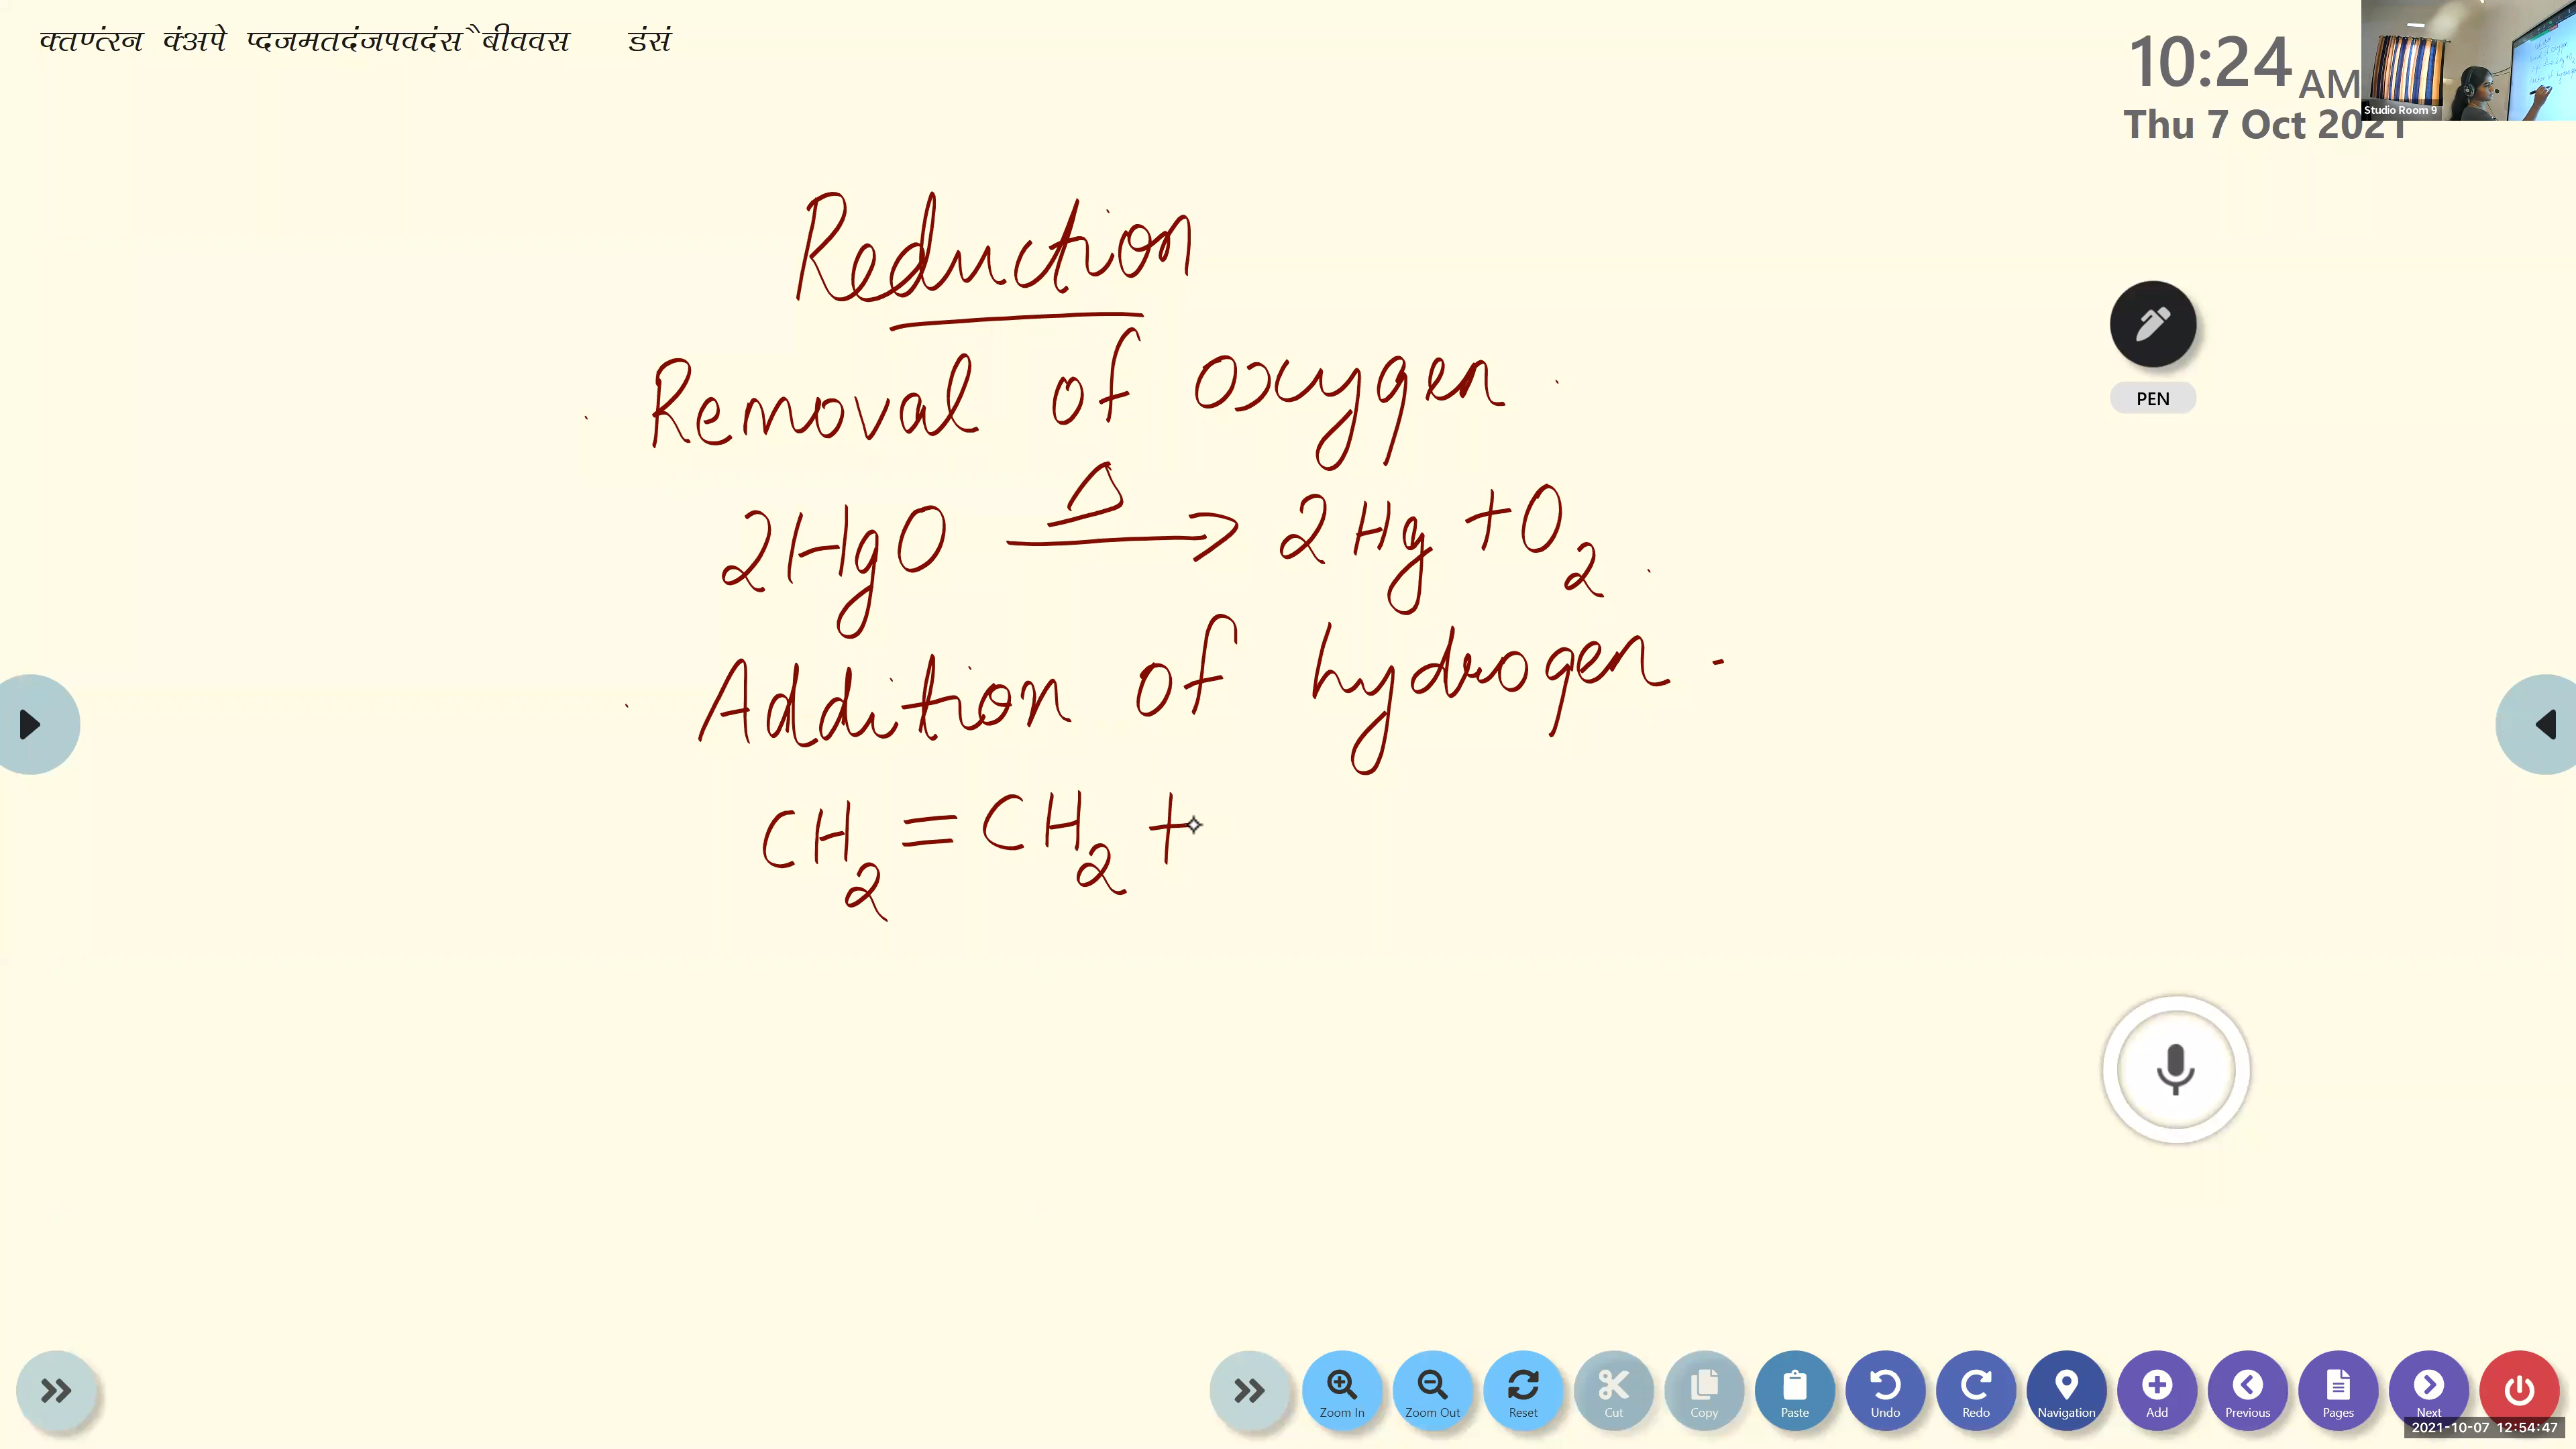 क्तण्तंरन कंअपे प्दजमतदंजपवदंस ैबीववस डंसं
10:24 AM
Thu 7 Oct 2021
Studio Room 9
Reduction
Removal of oxygen.
PEN
2HgO —Δ→ 2Hg + O₂.
Addition of hydrogen.
CH₂ = CH₂ +
Zoom In
Zoom Out
Reset
Cut
Copy
Paste
Undo
Redo
Navigation
Add
Previous
Pages
Next
2021-10-07 12:54:47